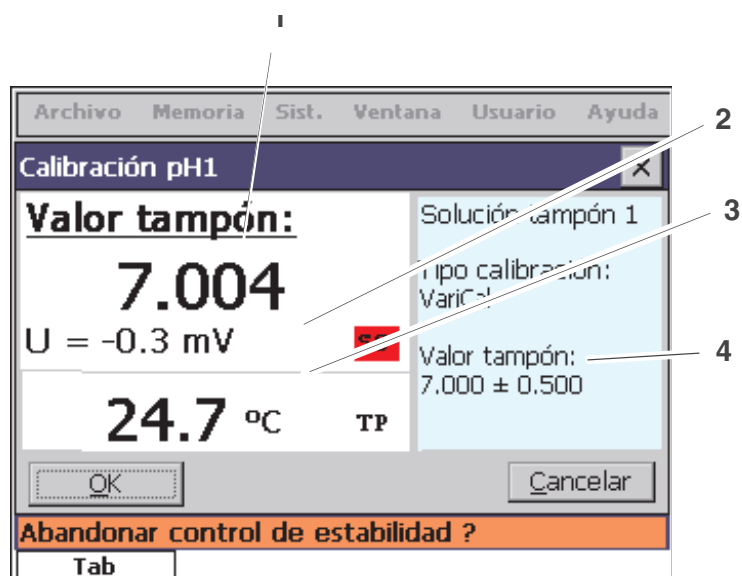 1
Archivo Memoria Sist. Ventana Usuario Ayuda
2
Calibración pH1
Valor tampón:
Solución tampón 1
3
7.004
Tipo calibración:
VariCal
U = -0.3 mV
Valor tampón:
4
7.000 ± 0.500
24.7 ºC
TP
OK
Cancelar
Abandonar control de estabilidad ?
Tab